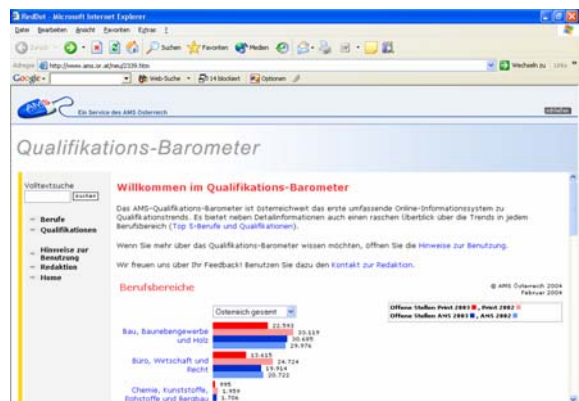 RedDot - Microsoft Internet Explorer
Datei Bearbeiten Ansicht Favoriten Extras ?
Zurück Suchen Favoriten Medien
Adresse http://www.ams.or.at/neu/2339.htm Wechseln zu Links
Google Web-Suche 14 blockiert Optionen
AMS
Ein Service des AMS Österreich
Qualifikations-Barometer
Volltextsuche
suchen
Berufe
Qualifikationen
Hinweise zur
Benutzung
Redaktion
Home
Willkommen im Qualifikations-Barometer
Das AMS-Qualifikations-Barometer ist österreichweit das erste umfassende Online-Informationssystem zu
Qualifikationstrends. Es bietet neben Detailinformationen auch einen raschen Überblick über die Trends in jedem
Berufsbereich (Top 5-Berufe und Qualifikationen).
Wenn Sie mehr über das Qualifikations-Barometer wissen möchten, öffnen Sie die Hinweise zur Benutzung.
Wir freuen uns über Ihr Feedback! Benutzen Sie dazu den Kontakt zur Redaktion.
Berufsbereiche
© AMS Österreich 2004
Februar 2004
Österreich gesamt
Offene Stellen Print 2003, Print 2002
Offene Stellen AMS 2003, AMS 2002
Bau, Baunebengewerbe
und Holz
22.593
33.119
30.685
29.976
Büro, Wirtschaft und
Recht
13.615
24.724
19.914
20.722
Chemie, Kunststoffe,
Rohstoffe und Bergbau
995
1.959
1.706